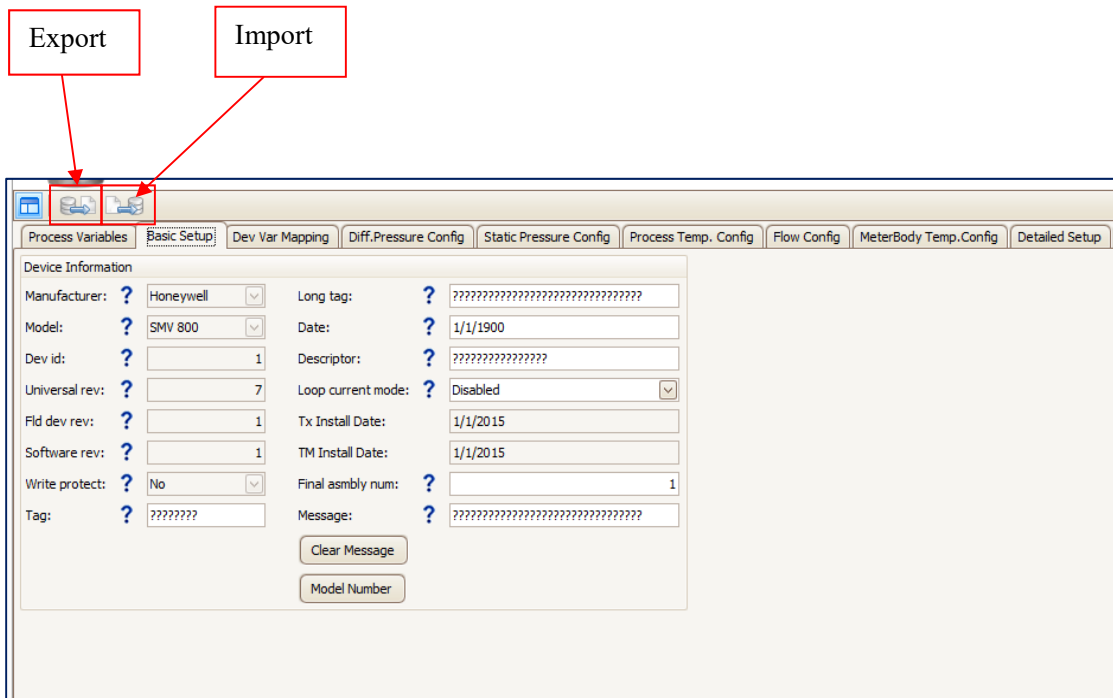 Export
Import
Process Variables Basic Setup Dev Var Mapping Diff.Pressure Config Static Pressure Config Process Temp. Config Flow Config MeterBody Temp.Config Detailed Setup
Device Information
Manufacturer: ? Honeywell Long tag: ? ????????????????????????????????
Model: ? SMV 800 Date: ? 1/1/1900
Dev id: ? 1 Descriptor: ? ????????????????
Universal rev: ? 7 Loop current mode: ? Disabled
Fld dev rev: ? 1 Tx Install Date: 1/1/2015
Software rev: ? 1 TM Install Date: 1/1/2015
Write protect: ? No Final asmbly num: ? 1
Tag: ? ???????? Message: ? ????????????????????????????????
Clear Message
Model Number